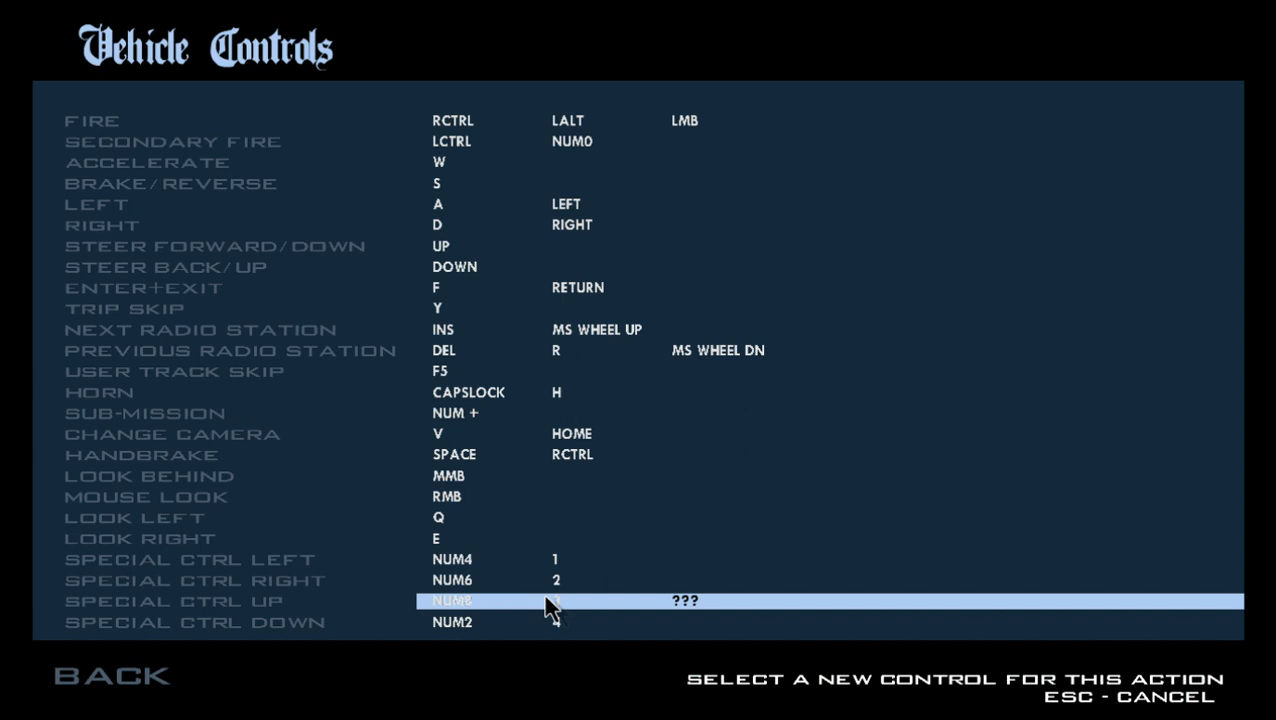 Vehicle Controls
FIRE RCTRL LALT LMB
SECONDARY FIRE LCTRL NUM0
ACCELERATE W
BRAKE/REVERSE S
LEFT A LEFT
RIGHT D RIGHT
STEER FORWARD/DOWN UP
STEER BACK/UP DOWN
ENTER+EXIT F RETURN
TRIP SKIP Y
NEXT RADIO STATION INS MS WHEEL UP
PREVIOUS RADIO STATION DEL R MS WHEEL DN
USER TRACK SKIP F5
HORN CAPSLOCK H
SUB-MISSION NUM +
CHANGE CAMERA V HOME
HANDBRAKE SPACE RCTRL
LOOK BEHIND MMB
MOUSE LOOK RMB
LOOK LEFT Q
LOOK RIGHT E
SPECIAL CTRL LEFT NUM4 1
SPECIAL CTRL RIGHT NUM6 2
SPECIAL CTRL UP NUM8 ???
SPECIAL CTRL DOWN NUM2 4
BACK
SELECT A NEW CONTROL FOR THIS ACTION
ESC - CANCEL